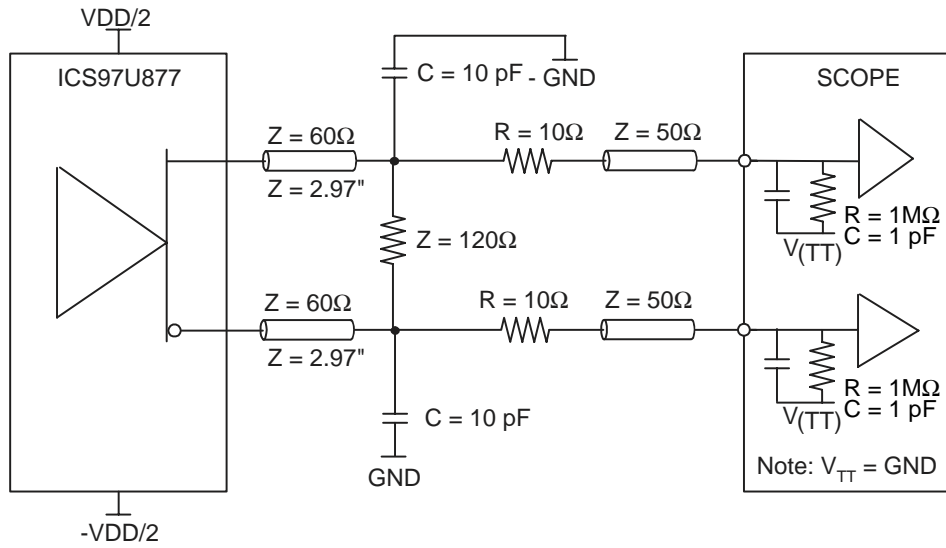 VDD/2
ICS97U877
C = 10 pF
- GND
SCOPE
Z = 60Ω
R = 10Ω
Z = 50Ω
Z = 2.97"
R = 1MΩ
C = 1 pF
V(TT)
Z = 120Ω
Z = 60Ω
R = 10Ω
Z = 50Ω
Z = 2.97"
R = 1MΩ
C = 1 pF
V(TT)
C = 10 pF
GND
Note: VTT = GND
-VDD/2